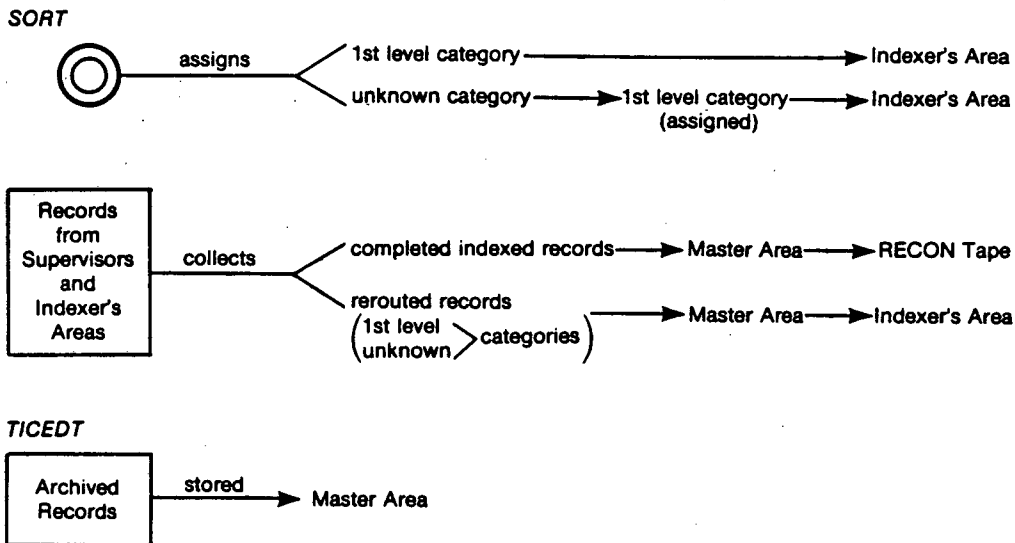 SORT
assigns
1st level category
Indexer's Area
unknown category
1st level category
(assigned)
Indexer's Area
Records
from
Supervisors
and
Indexer's
Areas
collects
completed indexed records
Master Area
RECON Tape
rerouted records
(1st level
unknown
categories)
Master Area
Indexer's Area
TICEDT
Archived
Records
stored
Master Area